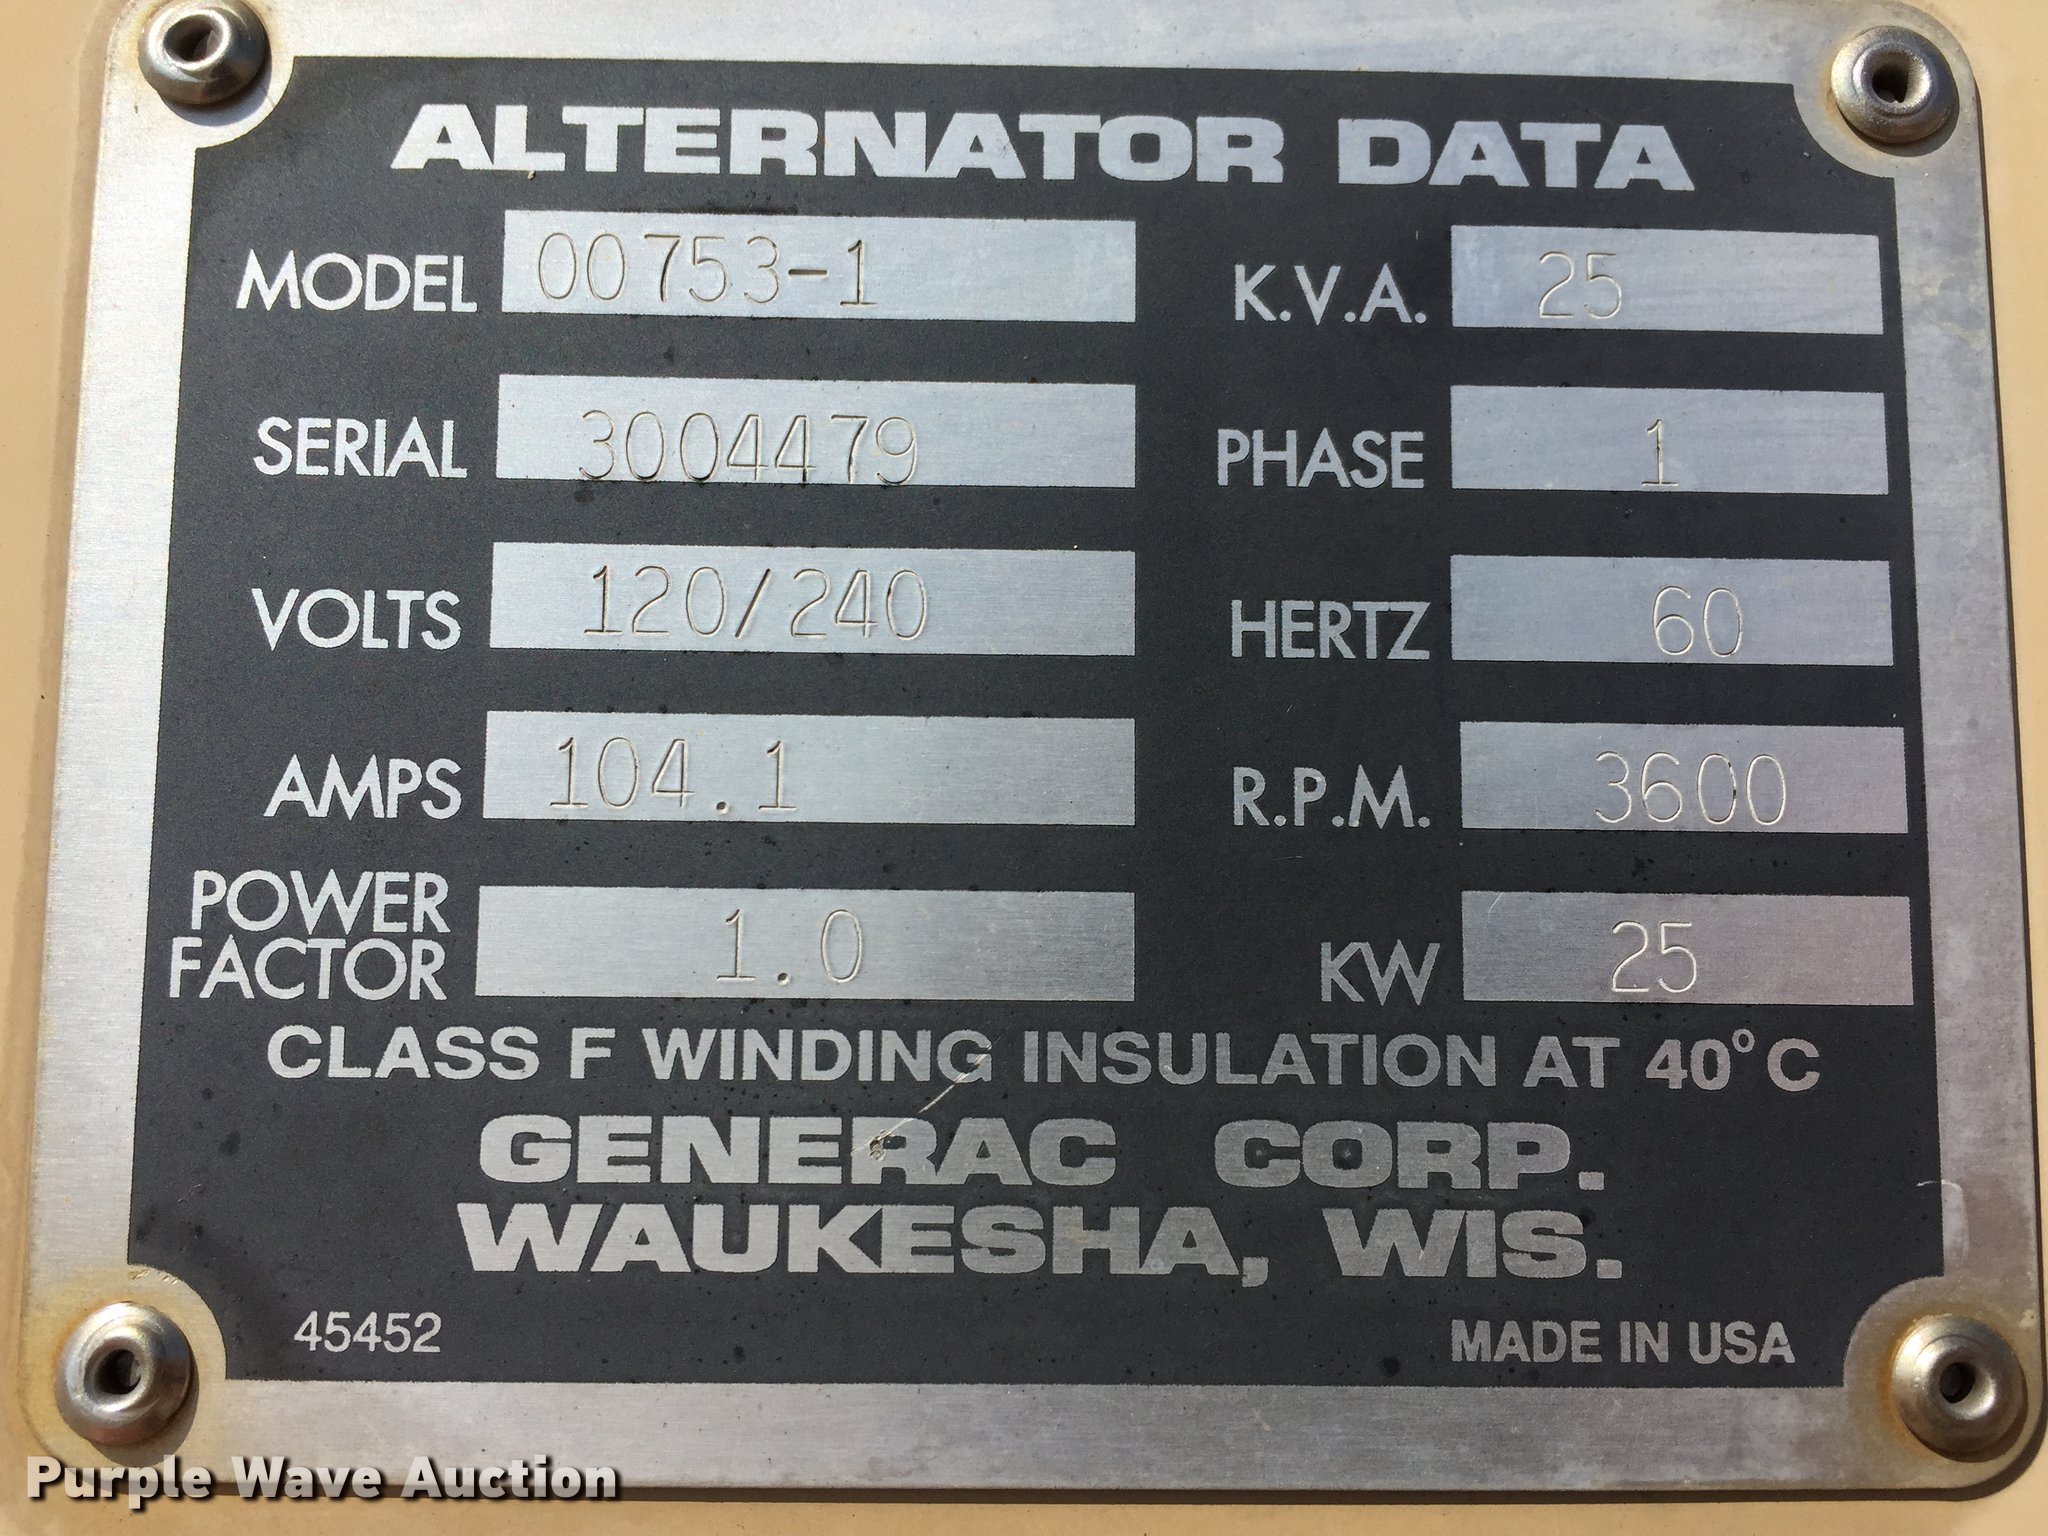 ALTERNATOR DATA
MODEL 00753-1 K.V.A. 25
SERIAL 3004479 PHASE 1
VOLTS 120/240 HERTZ 60
AMPS 104.1 R.P.M. 3600
POWER
FACTOR 1.0 KW 25
CLASS F WINDING INSULATION AT 40°C
GENERAC CORP.
WAUKESHA, WIS.
45452 MADE IN USA
Purple Wave Auction